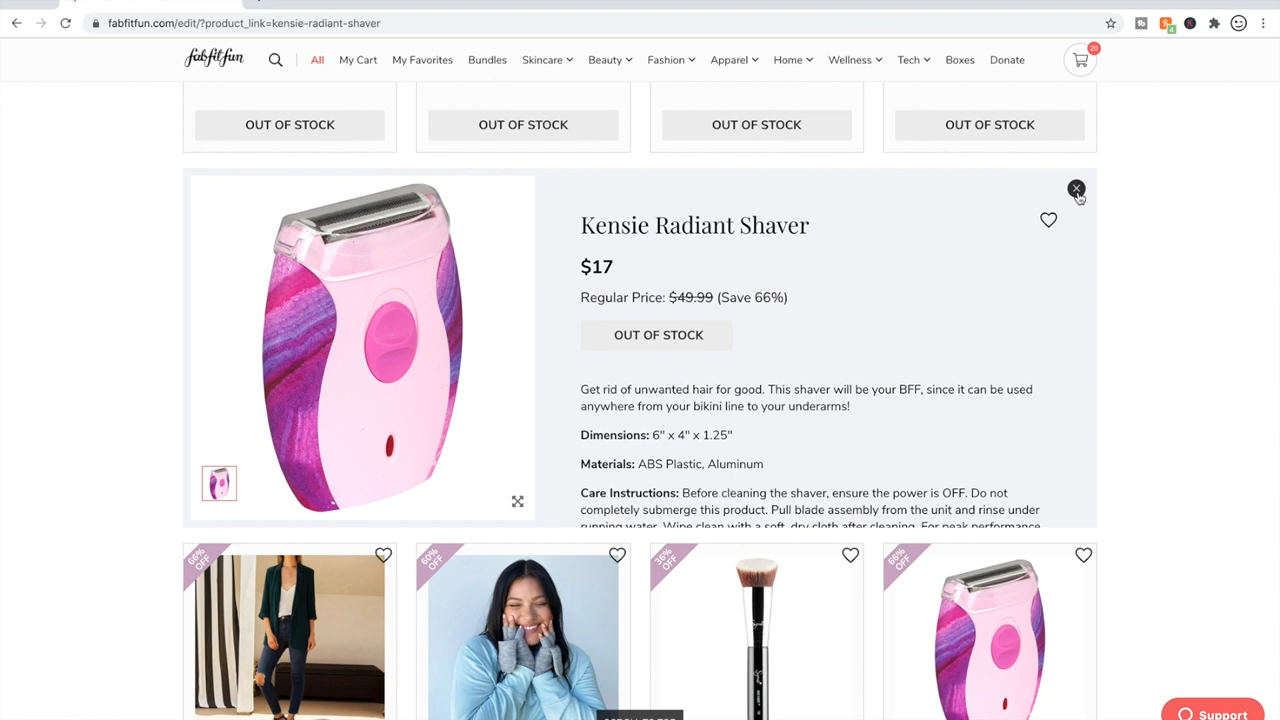 fabfitfun.com/edit/?product_link=kensie-radiant-shaver
4
fabfitfun
All
My Cart
My Favorites
Bundles
Skincare
Beauty
Fashion
Apparel
Home
Wellness
Tech
Boxes
Donate
20
OUT OF STOCK
OUT OF STOCK
OUT OF STOCK
OUT OF STOCK
Kensie Radiant Shaver
$17
Regular Price: $49.99 (Save 66%)
OUT OF STOCK
Get rid of unwanted hair for good. This shaver will be your BFF, since it can be used
anywhere from your bikini line to your underarms!
Dimensions: 6" x 4" x 1.25"
Materials: ABS Plastic, Aluminum
Care Instructions: Before cleaning the shaver, ensure the power is OFF. Do not
completely submerge this product. Pull blade assembly from the unit and rinse under
running water. Wipe clean with a soft, dry cloth after cleaning. For peak performance
66% OFF
60% OFF
36% OFF
66% OFF
SCROLL TO TOP
Support